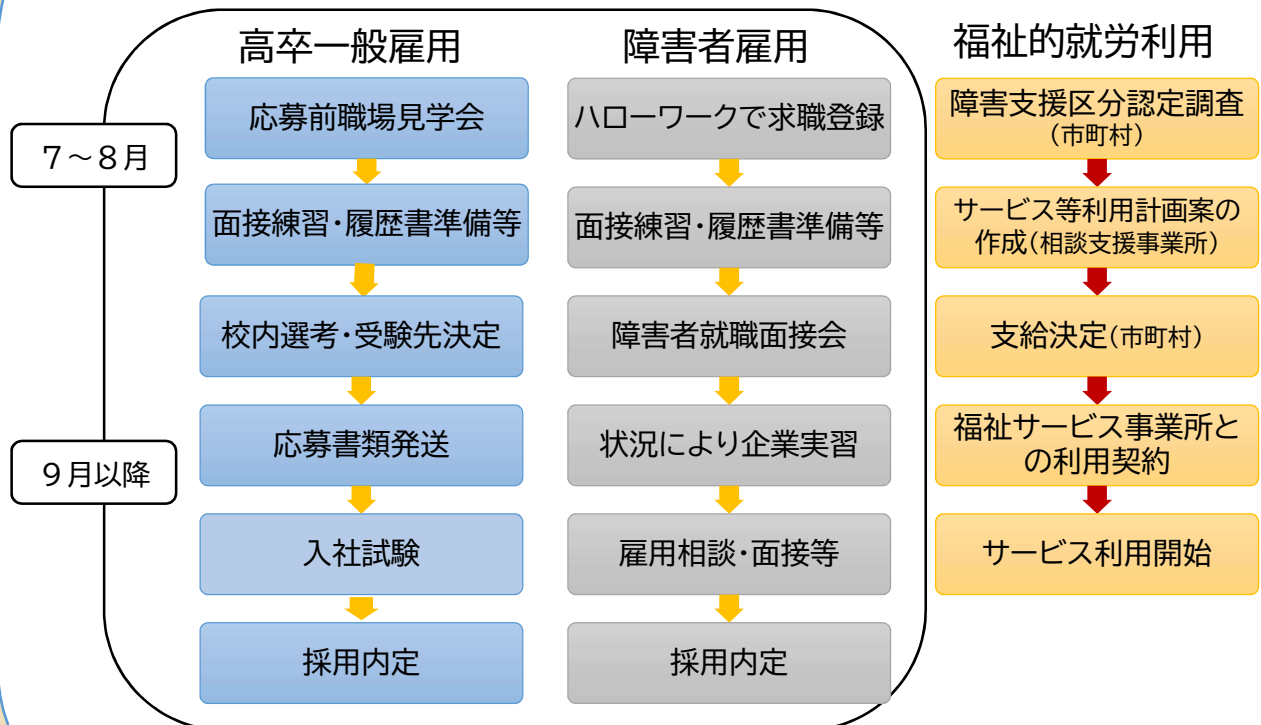 高卒一般雇用
障害者雇用
福祉的就労利用
7～8月
9月以降
応募前職場見学会
面接練習・履歴書準備等
校内選考・受験先決定
応募書類発送
入社試験
採用内定
ハローワークで求職登録
面接練習・履歴書準備等
障害者就職面接会
状況により企業実習
雇用相談・面接等
採用内定
障害支援区分認定調査
（市町村）
サービス等利用計画案の
作成（相談支援事業所）
支給決定（市町村）
福祉サービス事業所と
の利用契約
サービス利用開始